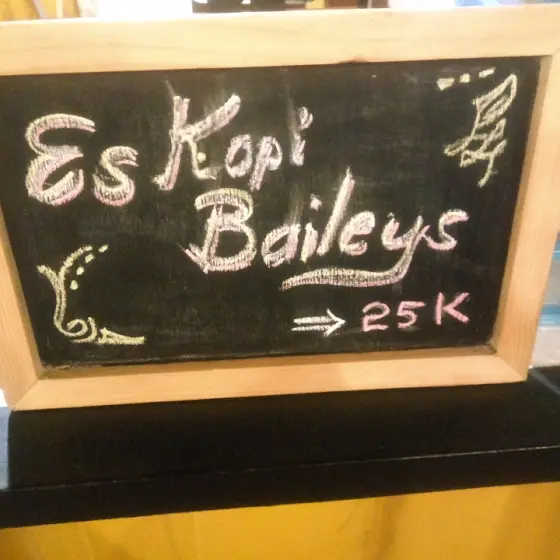 Es Kopi
Baileys
⇒ 25K